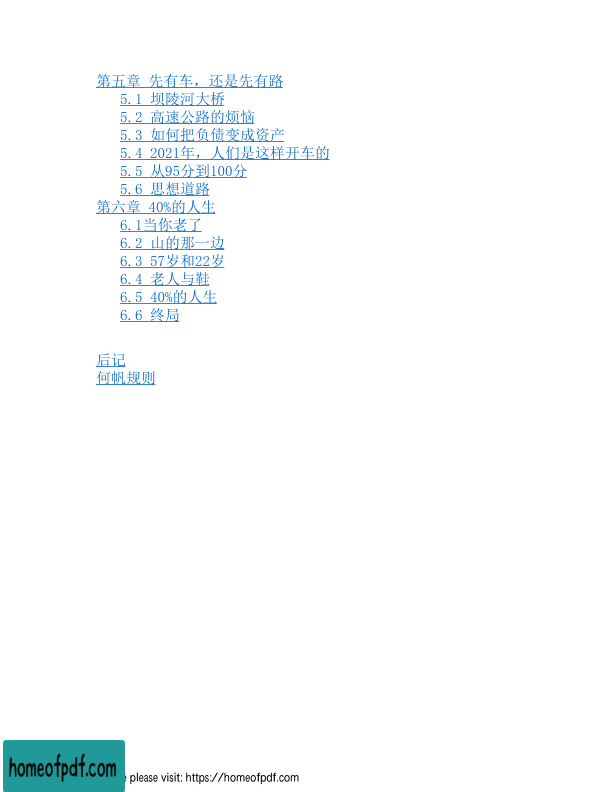 第五章 先有车，还是先有路
5.1 坝陵河大桥
5.2 高速公路的烦恼
5.3 如何把负债变成资产
5.4 2021年，人们是这样开车的
5.5 从95分到100分
5.6 思想道路
第六章 40%的人生
6.1当你老了
6.2 山的那一边
6.3 57岁和22岁
6.4 老人与鞋
6.5 40%的人生
6.6 终局
后记
何帆规则
homeofpdf.com
please visit: https://homeofpdf.com